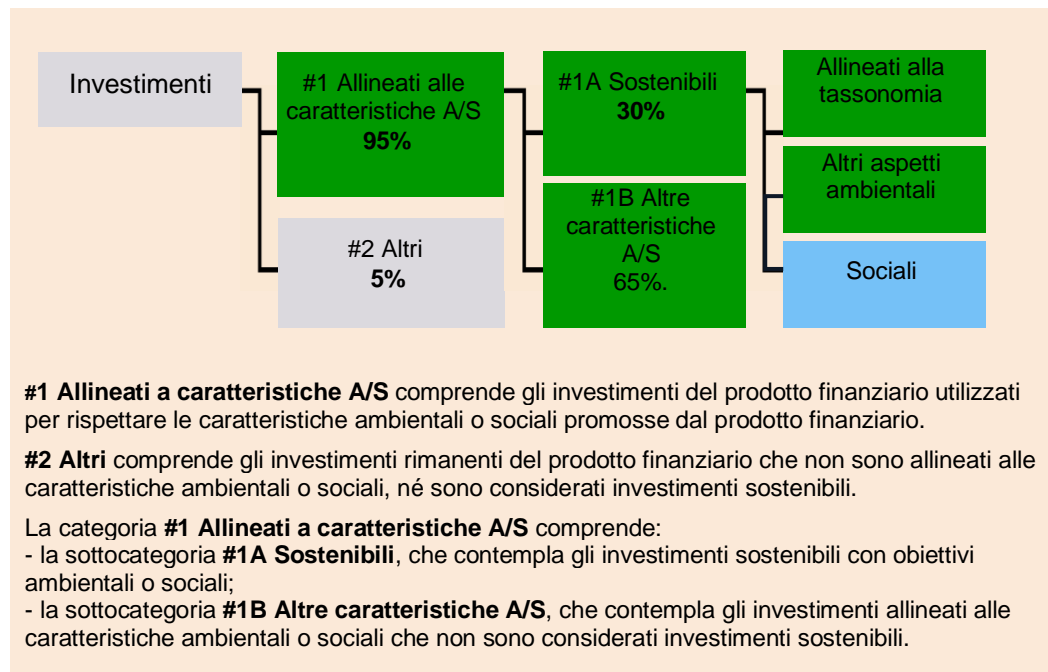 Investimenti
#1 Allineati alle
caratteristiche A/S
95%
#2 Altri
5%
#1A Sostenibili
30%
#1B Altre
caratteristiche
A/S
65%.
Allineati alla
tassonomia
Altri aspetti
ambientali
Sociali
#1 Allineati a caratteristiche A/S comprende gli investimenti del prodotto finanziario utilizzati
per rispettare le caratteristiche ambientali o sociali promosse dal prodotto finanziario.
#2 Altri comprende gli investimenti rimanenti del prodotto finanziario che non sono allineati alle
caratteristiche ambientali o sociali, né sono considerati investimenti sostenibili.
La categoria #1 Allineati a caratteristiche A/S comprende:
- la sottocategoria #1A Sostenibili, che contempla gli investimenti sostenibili con obiettivi
ambientali o sociali;
- la sottocategoria #1B Altre caratteristiche A/S, che contempla gli investimenti allineati alle
caratteristiche ambientali o sociali che non sono considerati investimenti sostenibili.